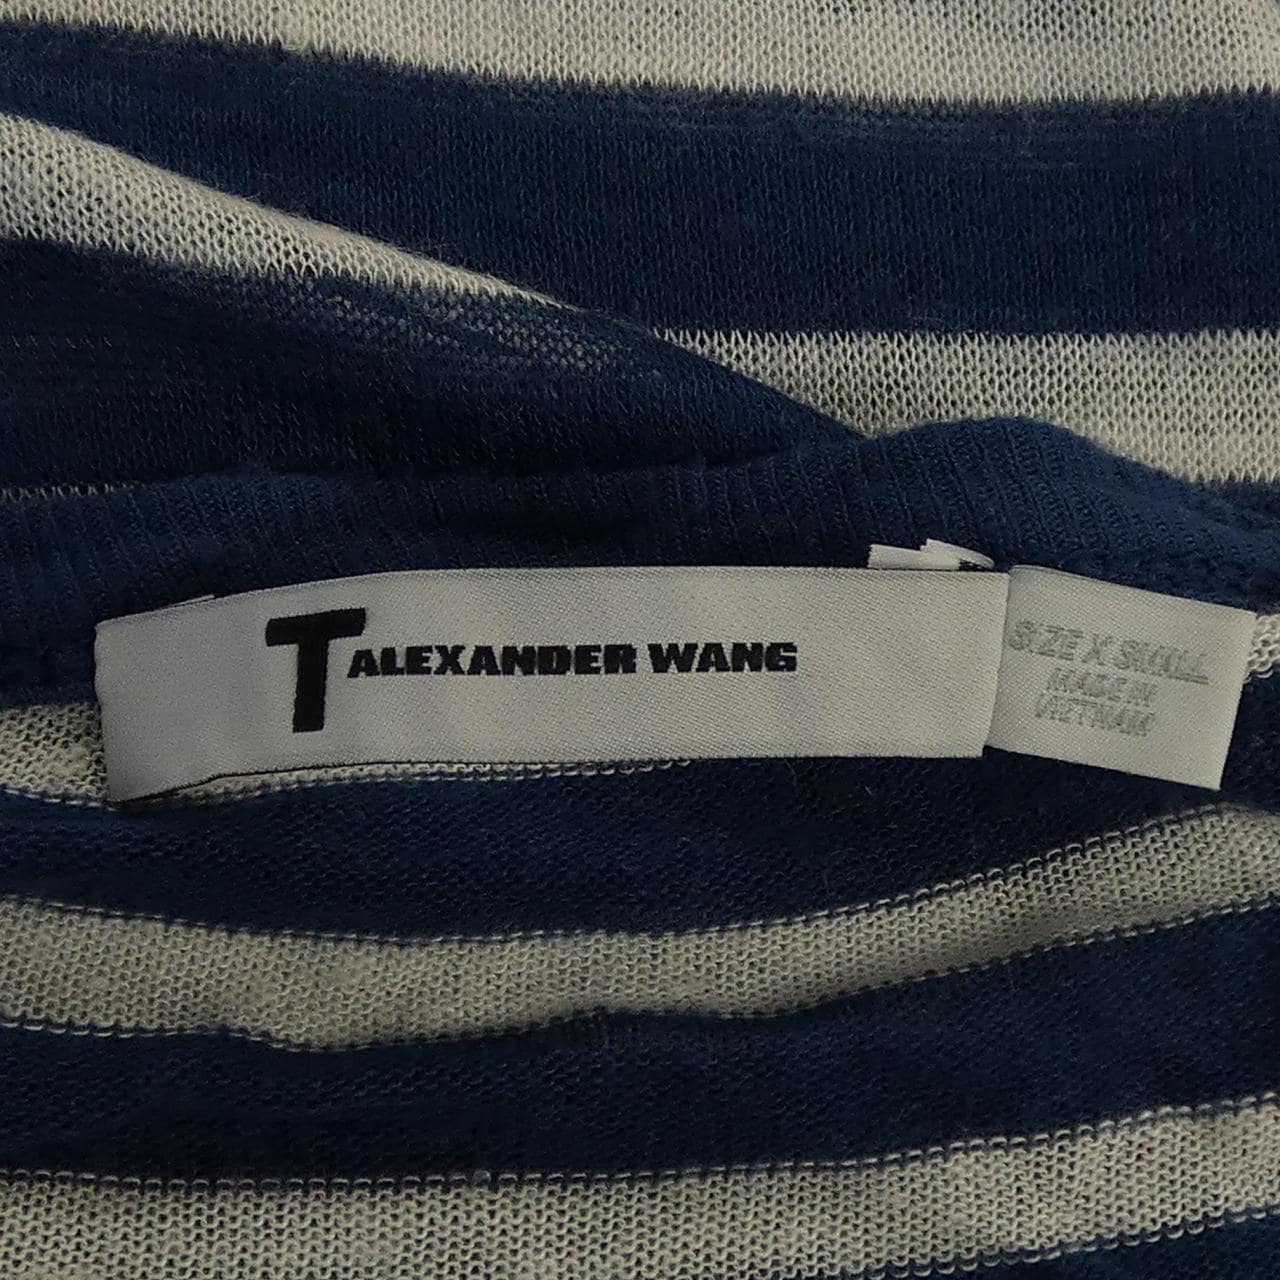 T ALEXANDER WANG
SIZE X SMALL
MADE IN
VIETNAM